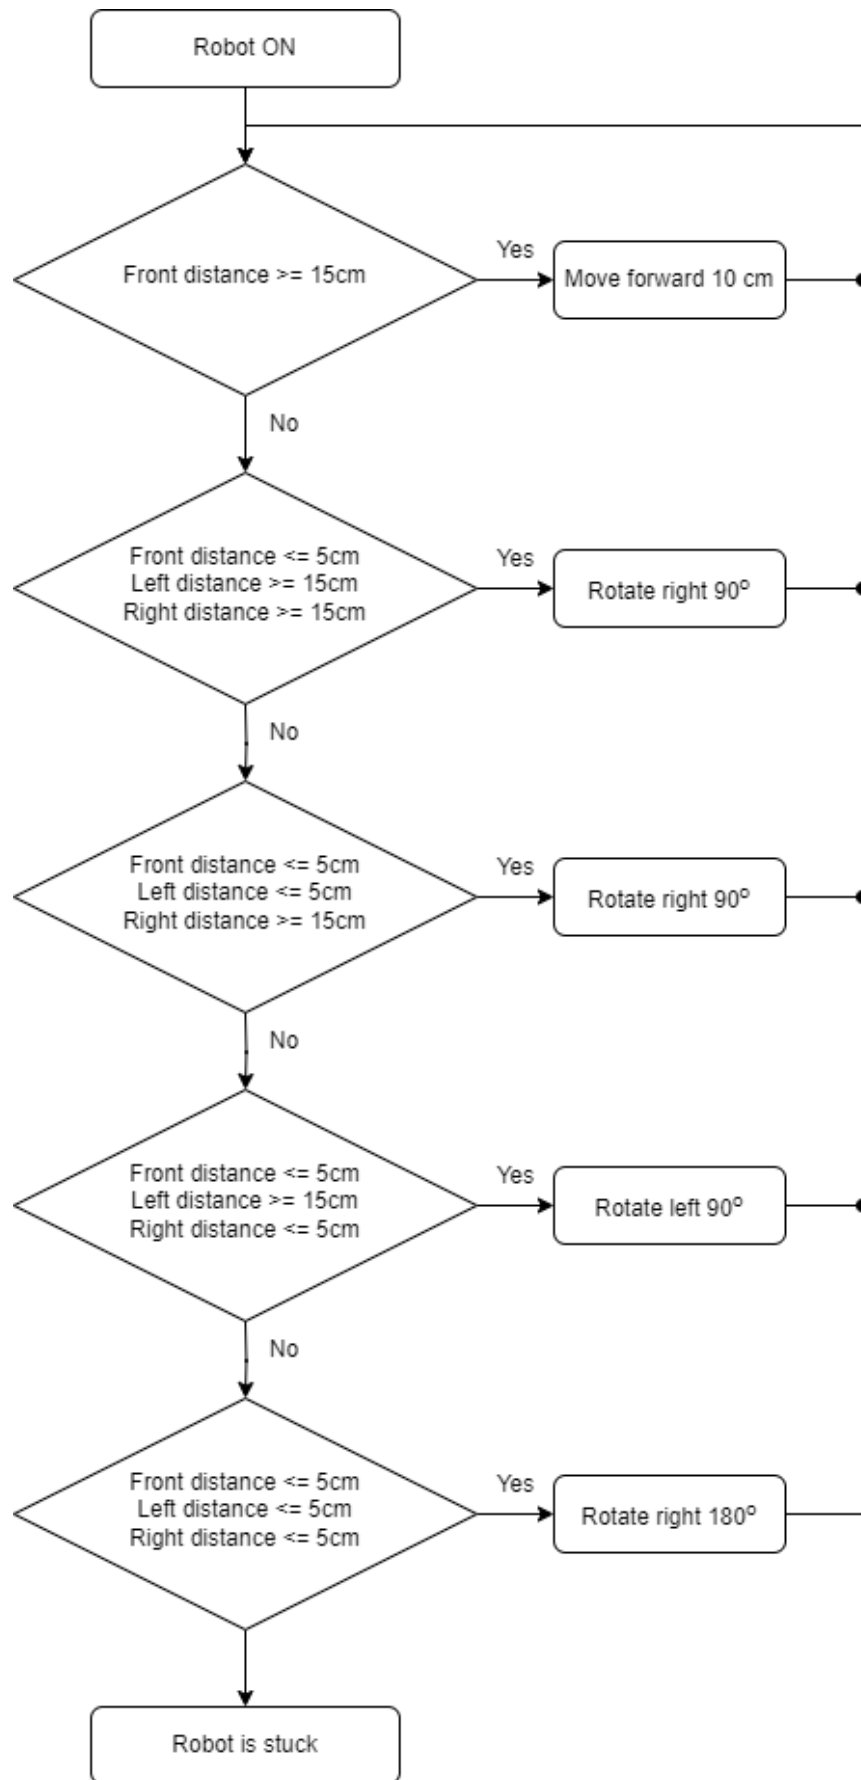 Robot ON
Front distance >= 15cm
Yes
Move forward 10 cm
No
Front distance <= 5cm
Left distance >= 15cm
Right distance >= 15cm
Yes
Rotate right 90º
No
Front distance <= 5cm
Left distance <= 5cm
Right distance >= 15cm
Yes
Rotate right 90º
No
Front distance <= 5cm
Left distance >= 15cm
Right distance <= 5cm
Yes
Rotate left 90º
No
Front distance <= 5cm
Left distance <= 5cm
Right distance <= 5cm
Yes
Rotate right 180º
Robot is stuck